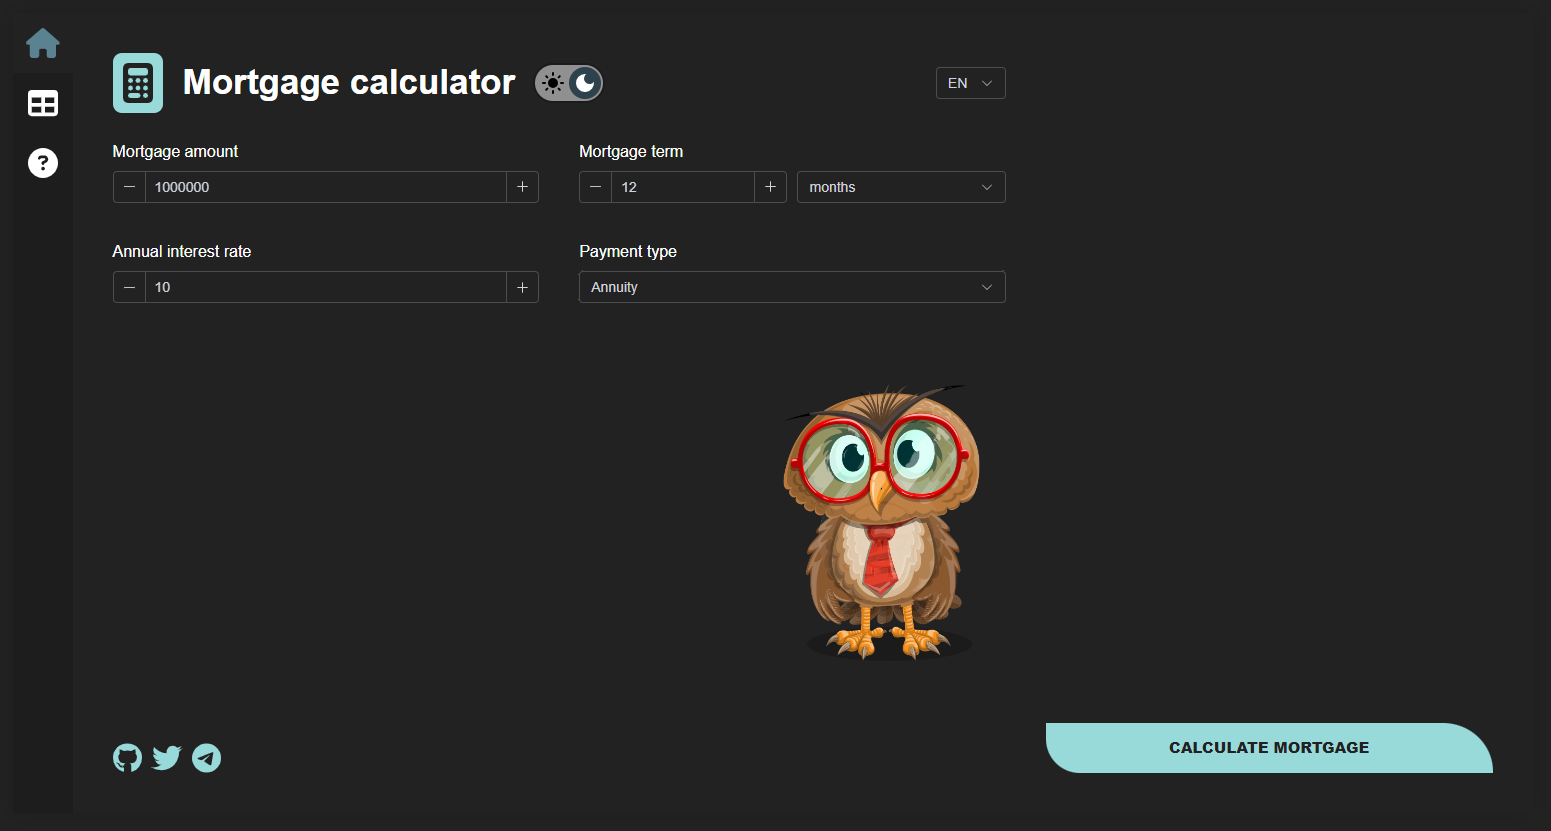 Mortgage calculator
EN
Mortgage amount
1000000
Mortgage term
12
months
?
Annual interest rate
10
Payment type
Annuity
CALCULATE MORTGAGE